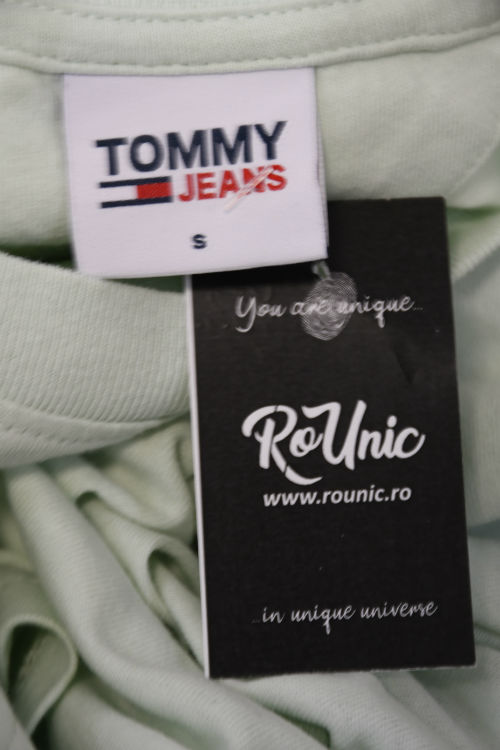 TOMMY
JEANS
S
You are unique...
RoUnic
www.rounic.ro
...in unique universe